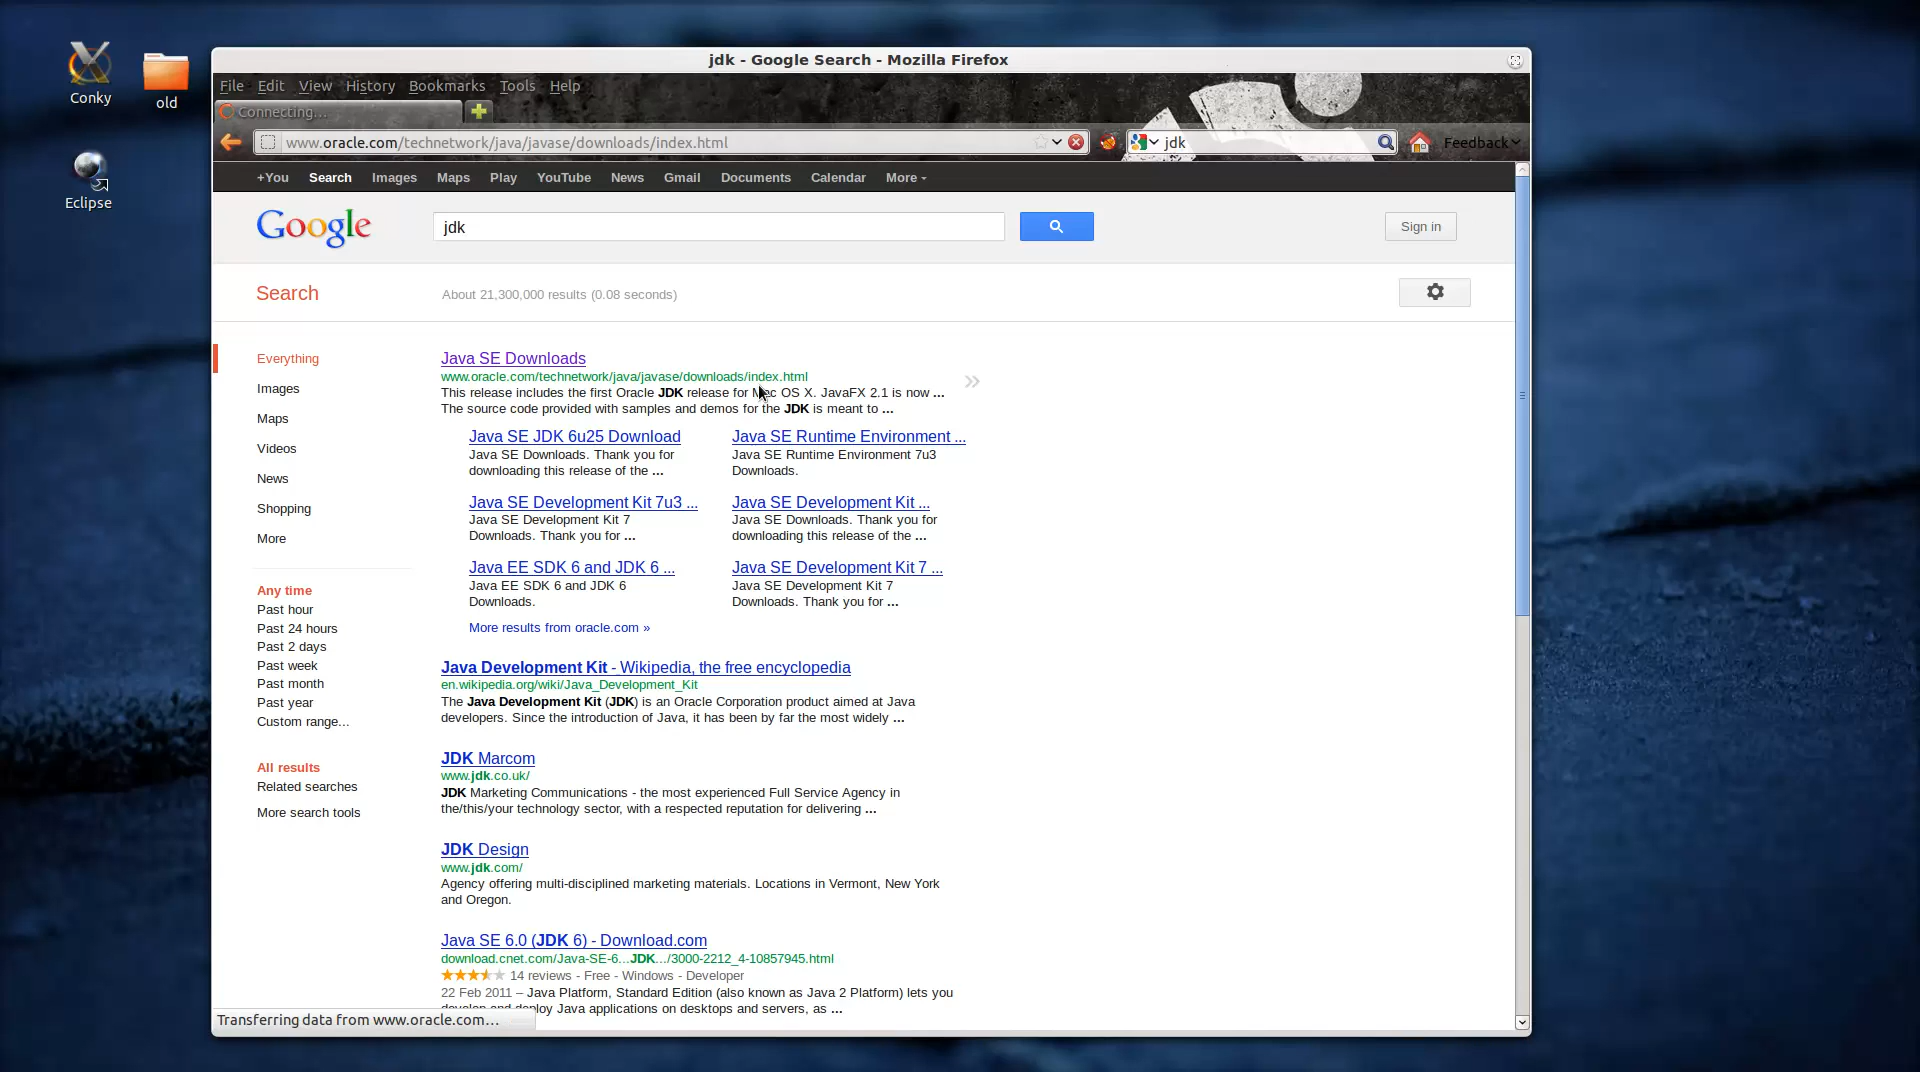 Conky
old
Eclipse
jdk - Google Search - Mozilla Firefox
File Edit View History Bookmarks Tools Help
Connecting...
www.oracle.com/technetwork/java/javase/downloads/index.html
jdk
Feedback
+You Search Images Maps Play YouTube News Gmail Documents Calendar More
Google
jdk
Sign in
Search
About 21,300,000 results (0.08 seconds)
Everything
Images
Maps
Videos
News
Shopping
More
Any time
Past hour
Past 24 hours
Past 2 days
Past week
Past month
Past year
Custom range...
All results
Related searches
More search tools
Java SE Downloads
www.oracle.com/technetwork/java/javase/downloads/index.html
This release includes the first Oracle JDK release for Mac OS X. JavaFX 2.1 is now ...
The source code provided with samples and demos for the JDK is meant to ...
Java SE JDK 6u25 Download
Java SE Downloads. Thank you for
downloading this release of the ...
Java SE Runtime Environment ...
Java SE Runtime Environment 7u3
Downloads.
Java SE Development Kit 7u3 ...
Java SE Development Kit 7
Downloads. Thank you for ...
Java SE Development Kit ...
Java SE Downloads. Thank you for
downloading this release of the ...
Java EE SDK 6 and JDK 6 ...
Java EE SDK 6 and JDK 6
Downloads.
Java SE Development Kit 7 ...
Java SE Development Kit 7
Downloads. Thank you for ...
More results from oracle.com »
Java Development Kit - Wikipedia, the free encyclopedia
en.wikipedia.org/wiki/Java_Development_Kit
The Java Development Kit (JDK) is an Oracle Corporation product aimed at Java
developers. Since the introduction of Java, it has been by far the most widely ...
JDK Marcom
www.jdk.co.uk/
JDK Marketing Communications - the most experienced Full Service Agency in
the/this/your technology sector, with a respected reputation for delivering ...
JDK Design
www.jdk.com/
Agency offering multi-disciplined marketing materials. Locations in Vermont, New York
and Oregon.
Java SE 6.0 (JDK 6) - Download.com
download.cnet.com/Java-SE-6...JDK.../3000-2212_4-10857945.html
14 reviews - Free - Windows - Developer
22 Feb 2011 – Java Platform, Standard Edition (also known as Java 2 Platform) lets you
develop and deploy Java applications on desktops and servers, as ...
Transferring data from www.oracle.com...